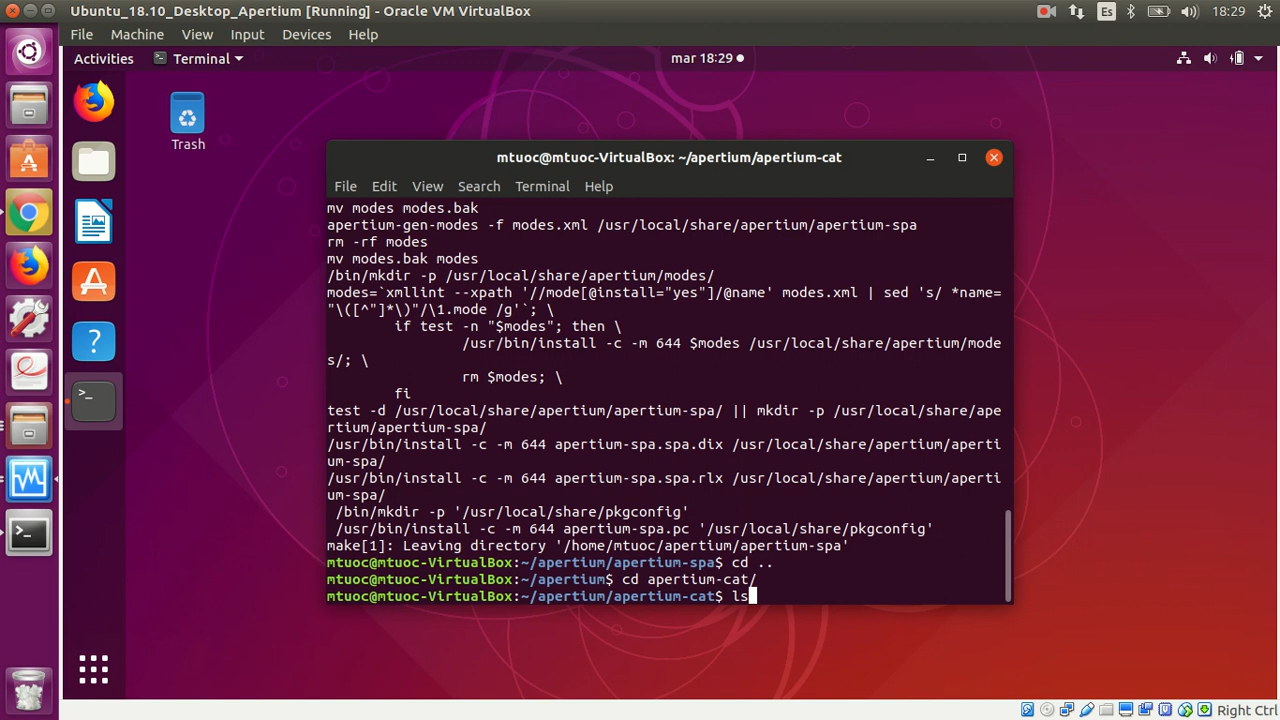 Ubuntu_18.10_Desktop_Apertium [Running] - Oracle VM VirtualBox
Es
18:29
File Machine View Input Devices Help
Activities
Terminal
mar 18:29
Trash
mtuoc@mtuoc-VirtualBox: ~/apertium/apertium-cat
File Edit View Search Terminal Help
mv modes modes.bak
apertium-gen-modes -f modes.xml /usr/local/share/apertium/apertium-spa
rm -rf modes
mv modes.bak modes
/bin/mkdir -p /usr/local/share/apertium/modes/
modes=`xmllint --xpath '//mode[@install="yes"]/@name' modes.xml | sed 's/ *name=
"\([^"]*\)"/\1.mode /g'`; \
if test -n "$modes"; then \
/usr/bin/install -c -m 644 $modes /usr/local/share/apertium/mode
s/; \
rm $modes; \
fi
test -d /usr/local/share/apertium/apertium-spa/ || mkdir -p /usr/local/share/ape
rtium/apertium-spa/
/usr/bin/install -c -m 644 apertium-spa.spa.dix /usr/local/share/apertium/aperti
um-spa/
/usr/bin/install -c -m 644 apertium-spa.spa.rlx /usr/local/share/apertium/aperti
um-spa/
/bin/mkdir -p '/usr/local/share/pkgconfig'
/usr/bin/install -c -m 644 apertium-spa.pc '/usr/local/share/pkgconfig'
make[1]: Leaving directory '/home/mtuoc/apertium/apertium-spa'
mtuoc@mtuoc-VirtualBox:~/apertium/apertium-spa$ cd ..
mtuoc@mtuoc-VirtualBox:~/apertium$ cd apertium-cat/
mtuoc@mtuoc-VirtualBox:~/apertium/apertium-cat$ ls
Right Ctrl